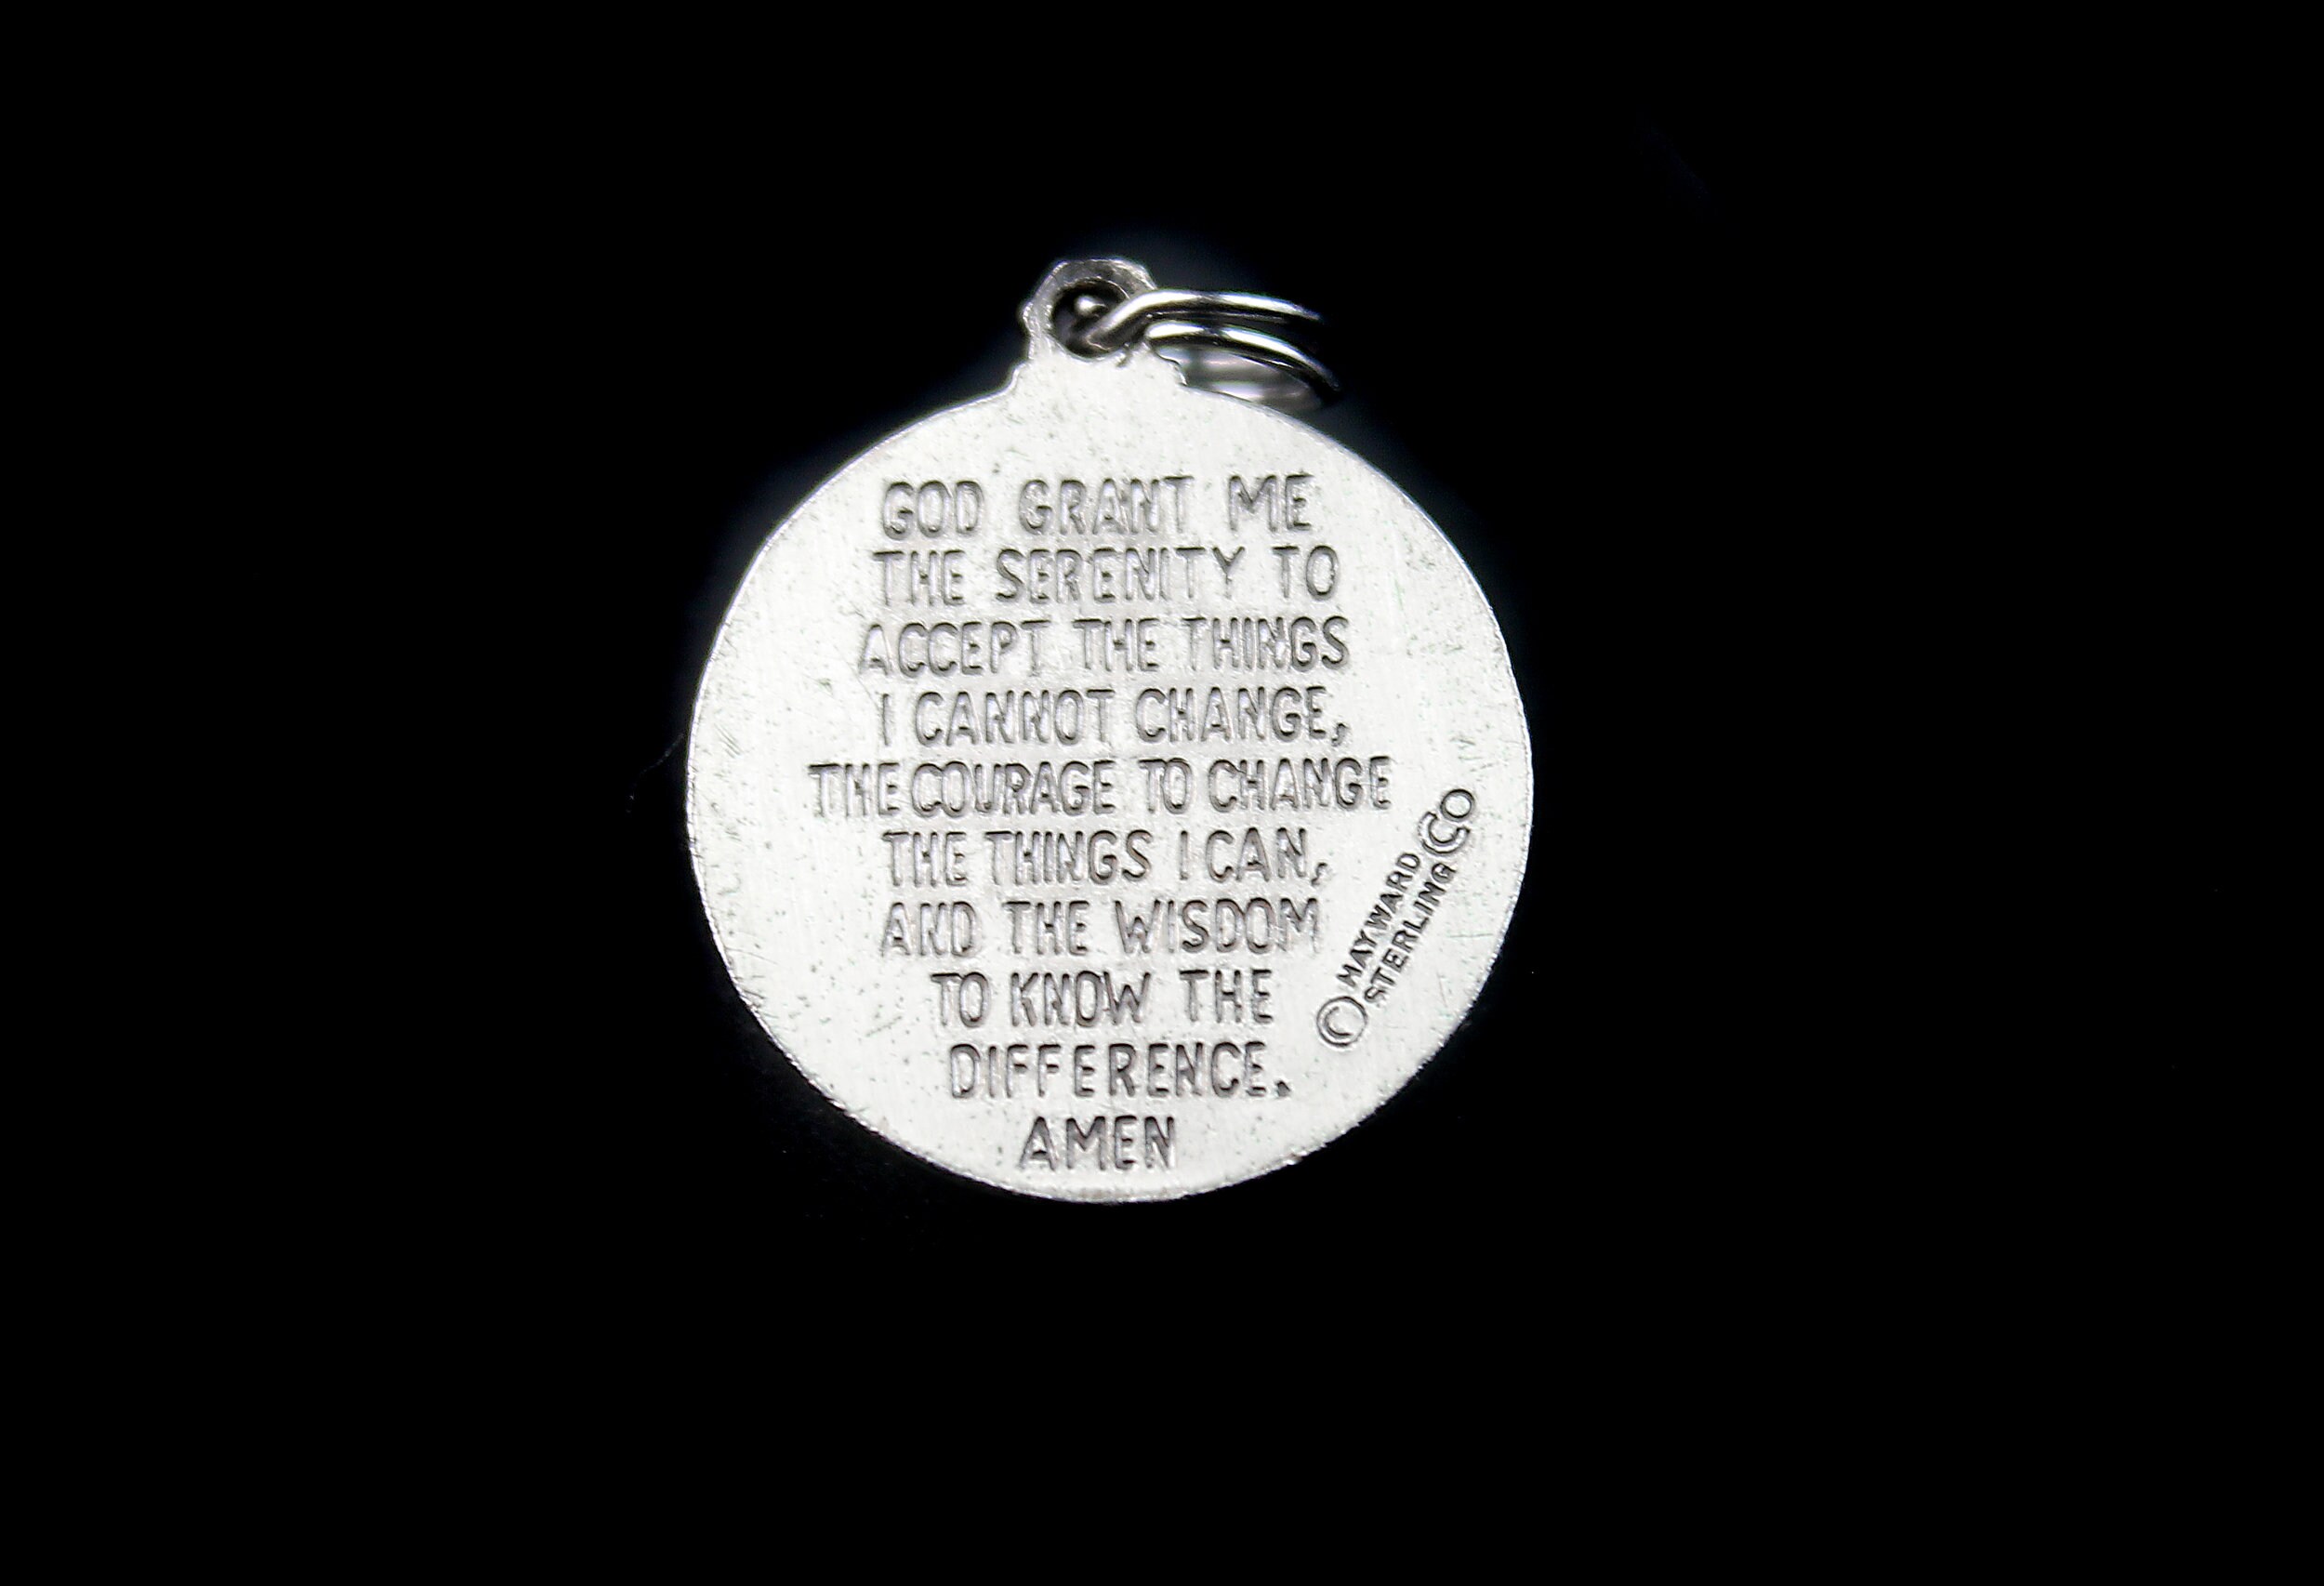 GOD GRANT ME
THE SERENITY TO
ACCEPT THE THINGS
I CANNOT CHANGE,
THE COURAGE TO CHANGE
THE THINGS I CAN,
AND THE WISDOM
TO KNOW THE
DIFFERENCE.
AMEN
© HAYWARD CO
STERLING